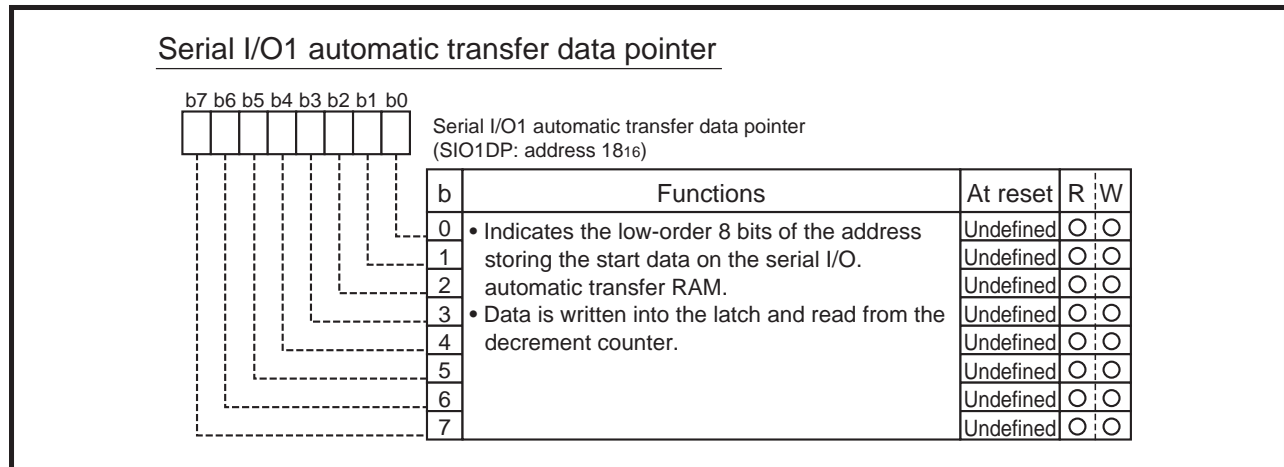 Serial I/O1 automatic transfer data pointer
b7 b6 b5 b4 b3 b2 b1 b0
Serial I/O1 automatic transfer data pointer
(SIO1DP: address 1816)
b Functions At reset R W
0 • Indicates the low-order 8 bits of the address Undefined O O
1 storing the start data on the serial I/O. Undefined O O
2 automatic transfer RAM. Undefined O O
3 • Data is written into the latch and read from the Undefined O O
4 decrement counter. Undefined O O
5 Undefined O O
6 Undefined O O
7 Undefined O O